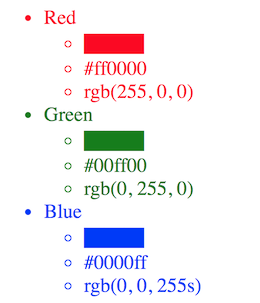 Red
#ff0000
rgb(255, 0, 0)
Green
#00ff00
rgb(0, 255, 0)
Blue
#0000ff
rgb(0, 0, 255s)